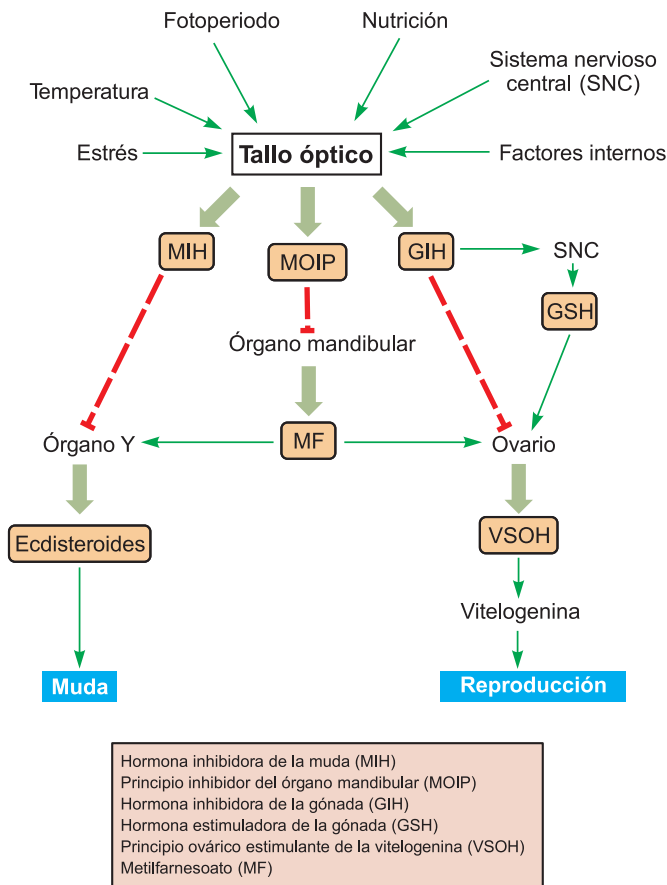 Fotoperiodo
Nutrición
Sistema nervioso
central (SNC)
Temperatura
Estrés
Tallo óptico
Factores internos
MIH
MOIP
GIH
SNC
GSH
Órgano mandibular
Órgano Y
MF
Ovario
Ecdisteroides
VSOH
Vitelogenina
Muda
Reproducción
Hormona inhibidora de la muda (MIH)
Principio inhibidor del órgano mandibular (MOIP)
Hormona inhibidora de la gónada (GIH)
Hormona estimuladora de la gónada (GSH)
Principio ovárico estimulante de la vitelogenina (VSOH)
Metilfarnesoato (MF)